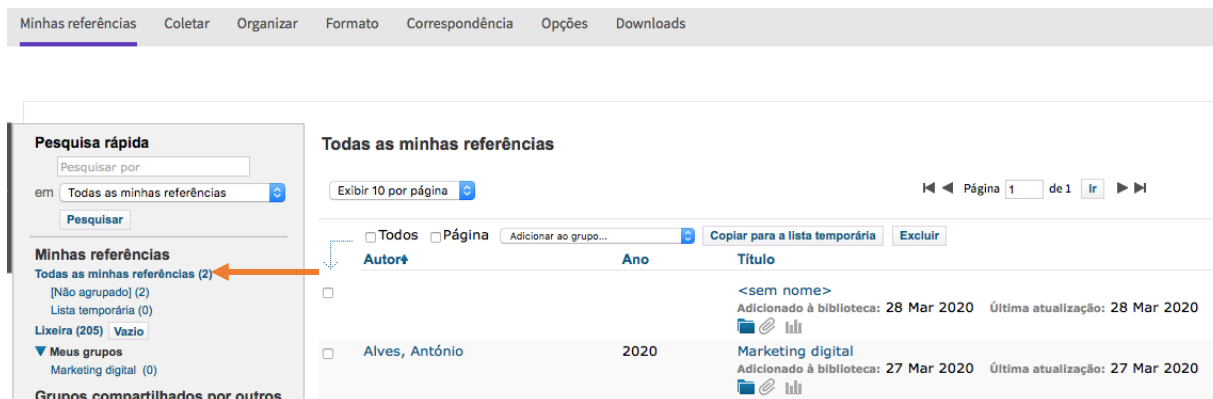 Minhas referências Coletar Organizar Formato Correspondência Opções Downloads
Pesquisa rápida
Pesquisar por
em Todas as minhas referências
Pesquisar
Minhas referências
Todas as minhas referências (2)
[Não agrupado] (2)
Lista temporária (0)
Lixeira (205) Vazio
▼ Meus grupos
Marketing digital (0)
Grupos compartilhados por outros
Todas as minhas referências
Exibir 10 por página
Página 1 de 1 Ir
Todos Página Adicionar ao grupo... Copiar para a lista temporária Excluir
Autor Ano Título
<sem nome>
Adicionado à biblioteca: 28 Mar 2020 Última atualização: 28 Mar 2020
Alves, António 2020 Marketing digital
Adicionado à biblioteca: 27 Mar 2020 Última atualização: 27 Mar 2020